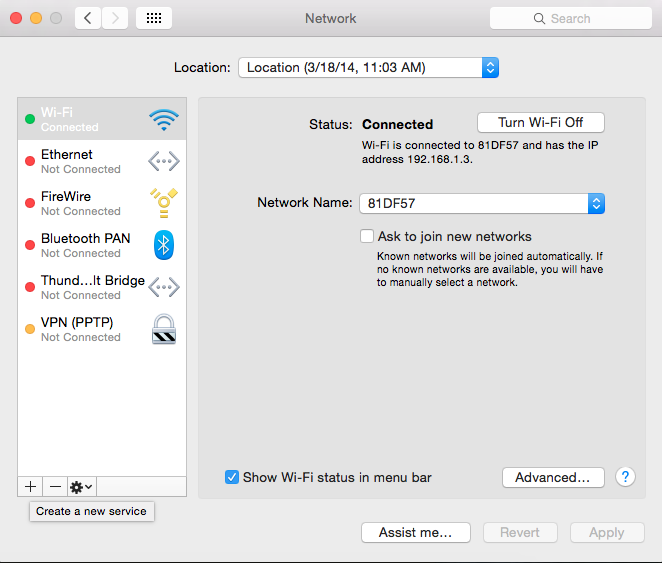 Network
Search
Location: Location (3/18/14, 11:03 AM)
Wi-Fi
Connected
Ethernet
Not Connected
FireWire
Not Connected
Bluetooth PAN
Not Connected
Thund...lt Bridge
Not Connected
VPN (PPTP)
Not Connected
Status: Connected
Turn Wi-Fi Off
Wi-Fi is connected to 81DF57 and has the IP
address 192.168.1.3.
Network Name: 81DF57
Ask to join new networks
Known networks will be joined automatically. If
no known networks are available, you will have
to manually select a network.
Show Wi-Fi status in menu bar
Advanced...
?
Create a new service
Assist me...
Revert
Apply